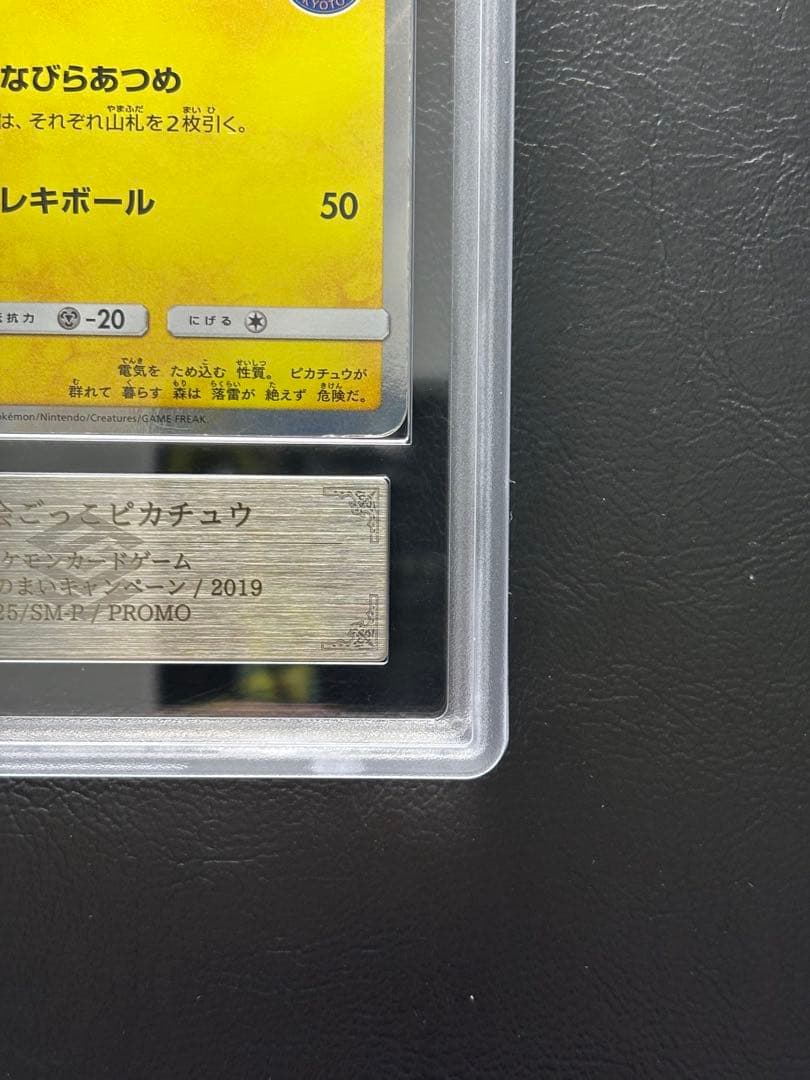 KYOTO
なびらあつめ
は、それぞれ山札を2枚引く。
レキボール 50
抗力 -20 にげる
電気を ため込む 性質。 ピカチュウが
群れて 暮らす 森は 落雷が 絶えず 危険だ。
okémon/Nintendo/Creatures/GAME FREAK.
会ごっこピカチュウ
ケモンカードゲーム
のまいキャンペーン / 2019
25/SM-P / PROMO